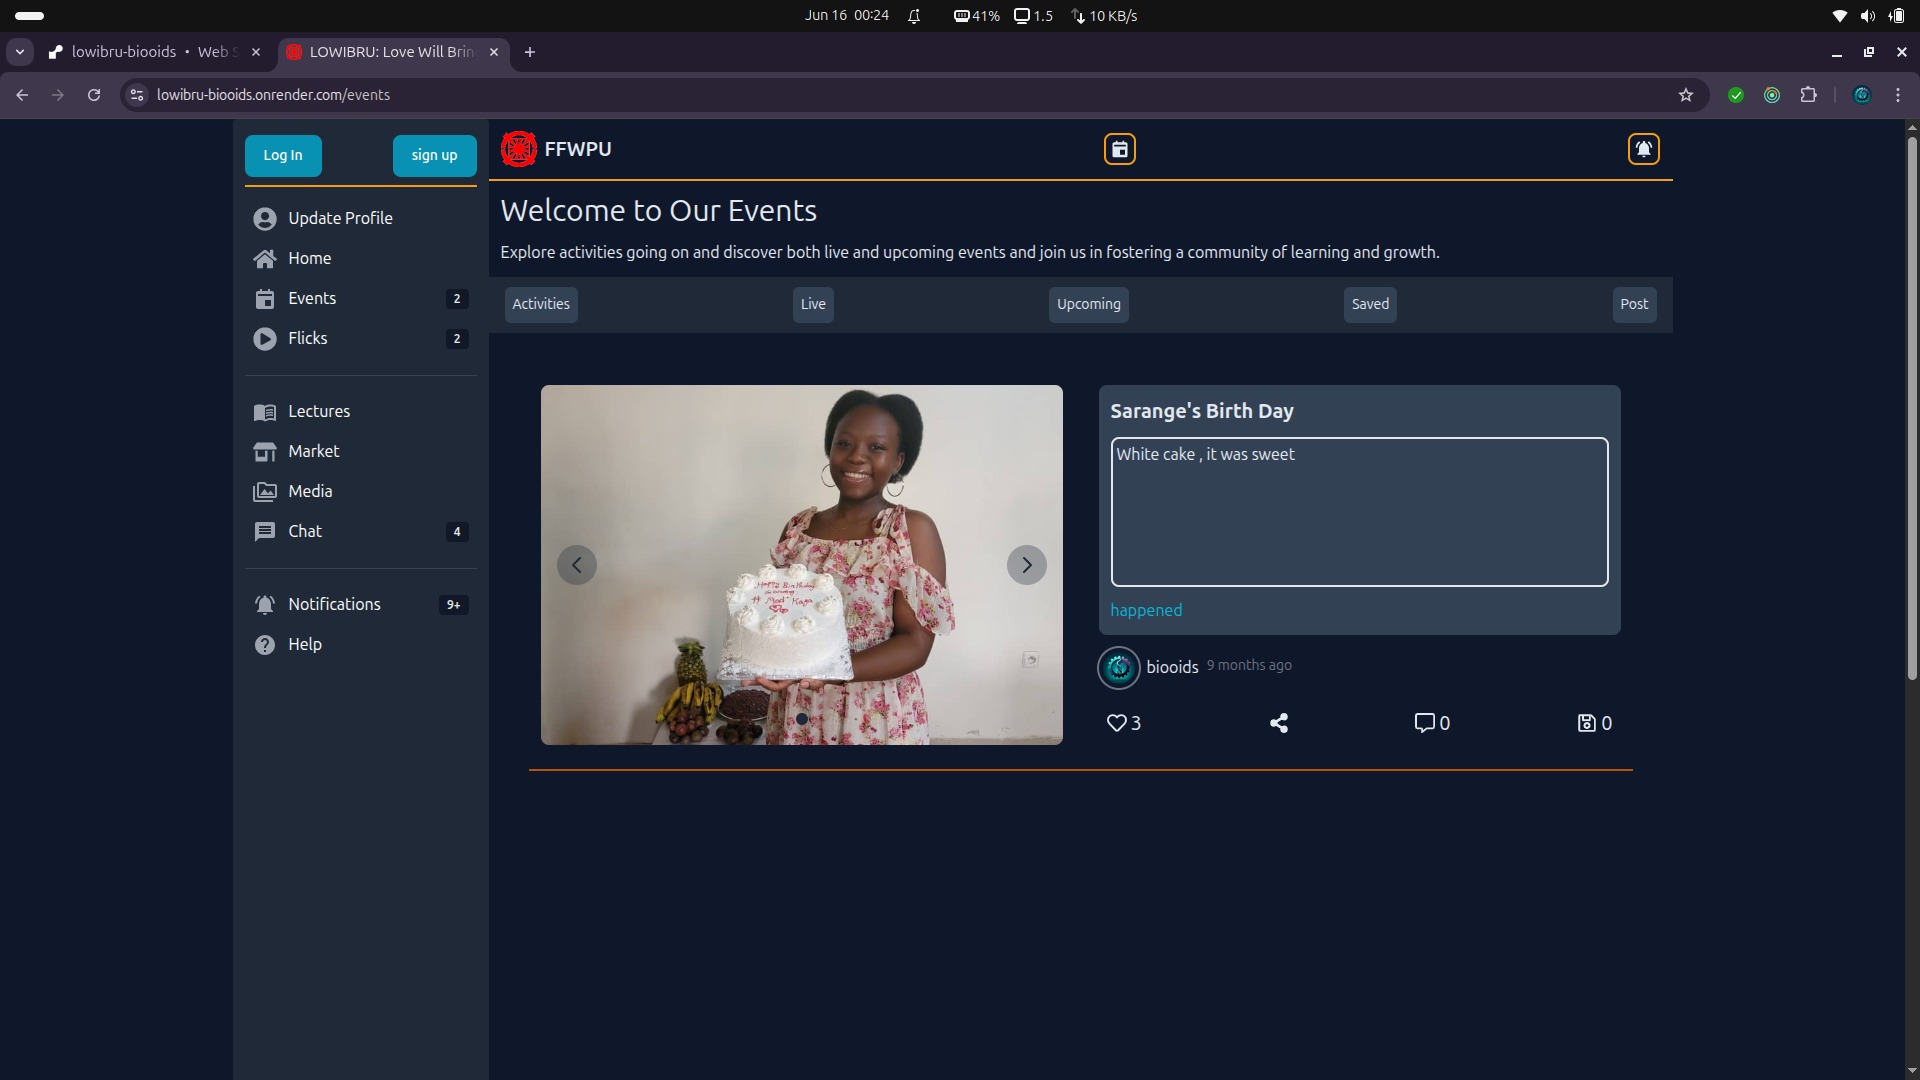 Jun 16 00:24
41%
1.5
10 KB/s
lowibru-biooids • Web S
LOWIBRU: Love Will Brin
lowibru-biooids.onrender.com/events
Log In
sign up
Update Profile
Home
Events 2
Flicks 2
Lectures
Market
Media
Chat 4
Notifications 9+
Help
FFWPU
Welcome to Our Events
Explore activities going on and discover both live and upcoming events and join us in fostering a community of learning and growth.
Activities
Live
Upcoming
Saved
Post
Happy Birthday
Sarange's Birth Day
White cake , it was sweet
happened
biooids 9 months ago
3
0
0